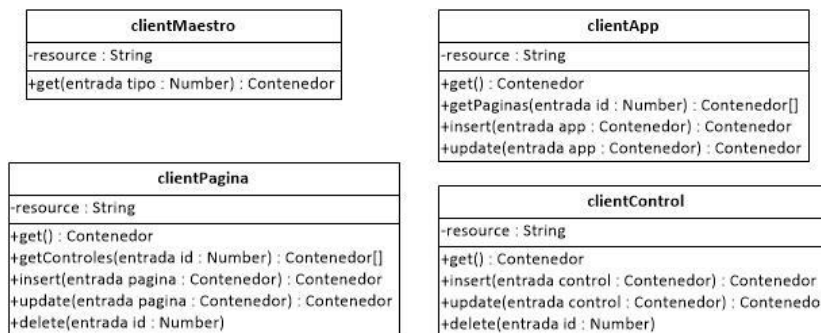 clientMaestro
-resource : String
+get(entrada tipo : Number) : Contenedor
clientApp
-resource : String
+get() : Contenedor
+getPaginas(entrada id : Number) : Contenedor[]
+insert(entrada app : Contenedor) : Contenedor
+update(entrada app : Contenedor) : Contenedor
clientPagina
-resource : String
+get() : Contenedor
+getControles(entrada id : Number) : Contenedor[]
+insert(entrada pagina : Contenedor) : Contenedor
+update(entrada pagina : Contenedor) : Contenedor
+delete(entrada id : Number)
clientControl
-resource : String
+get() : Contenedor
+insert(entrada control : Contenedor) : Contenedor
+update(entrada control : Contenedor) : Contenedo
+delete(entrada id : Number)